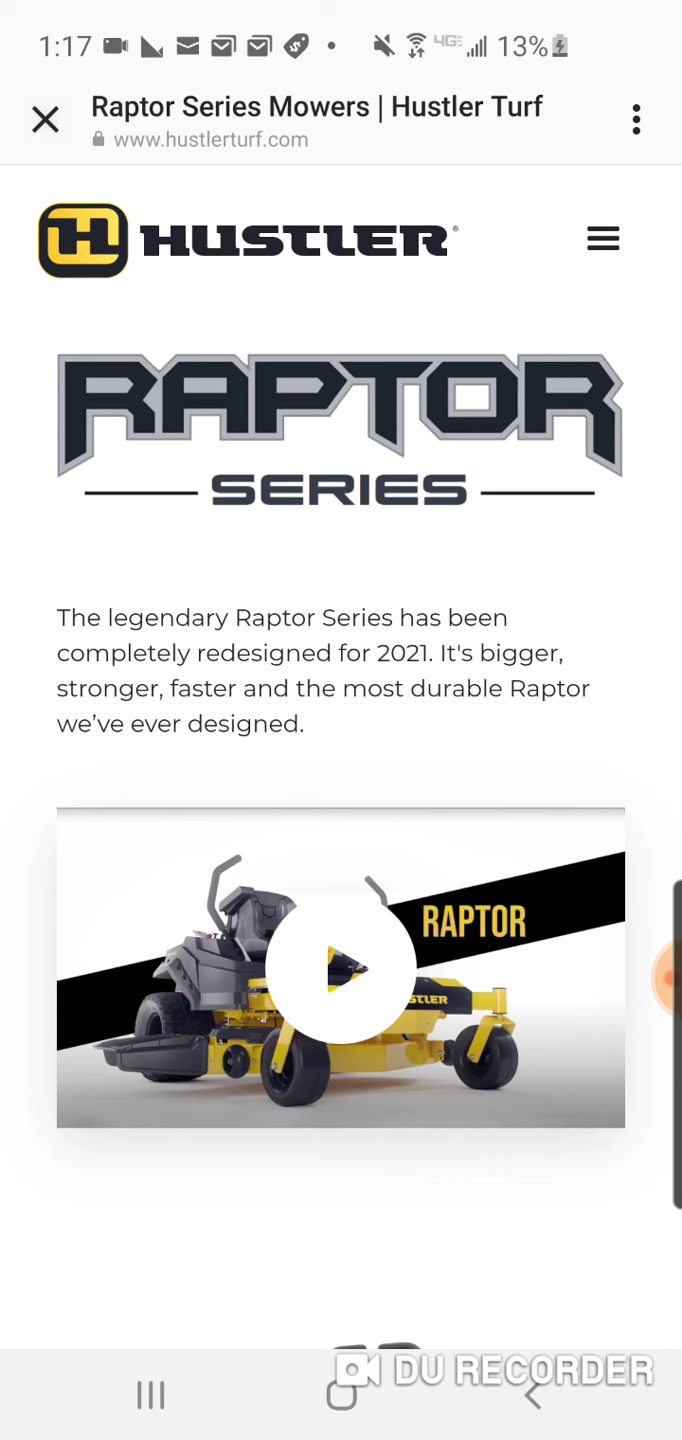 1:17 4GE 13%
Raptor Series Mowers | Hustler Turf
www.hustlerturf.com
HUSTLER®
RAPTOR
SERIES
The legendary Raptor Series has been
completely redesigned for 2021. It's bigger,
stronger, faster and the most durable Raptor
we’ve ever designed.
RAPTOR
STLER
DU RECORDER